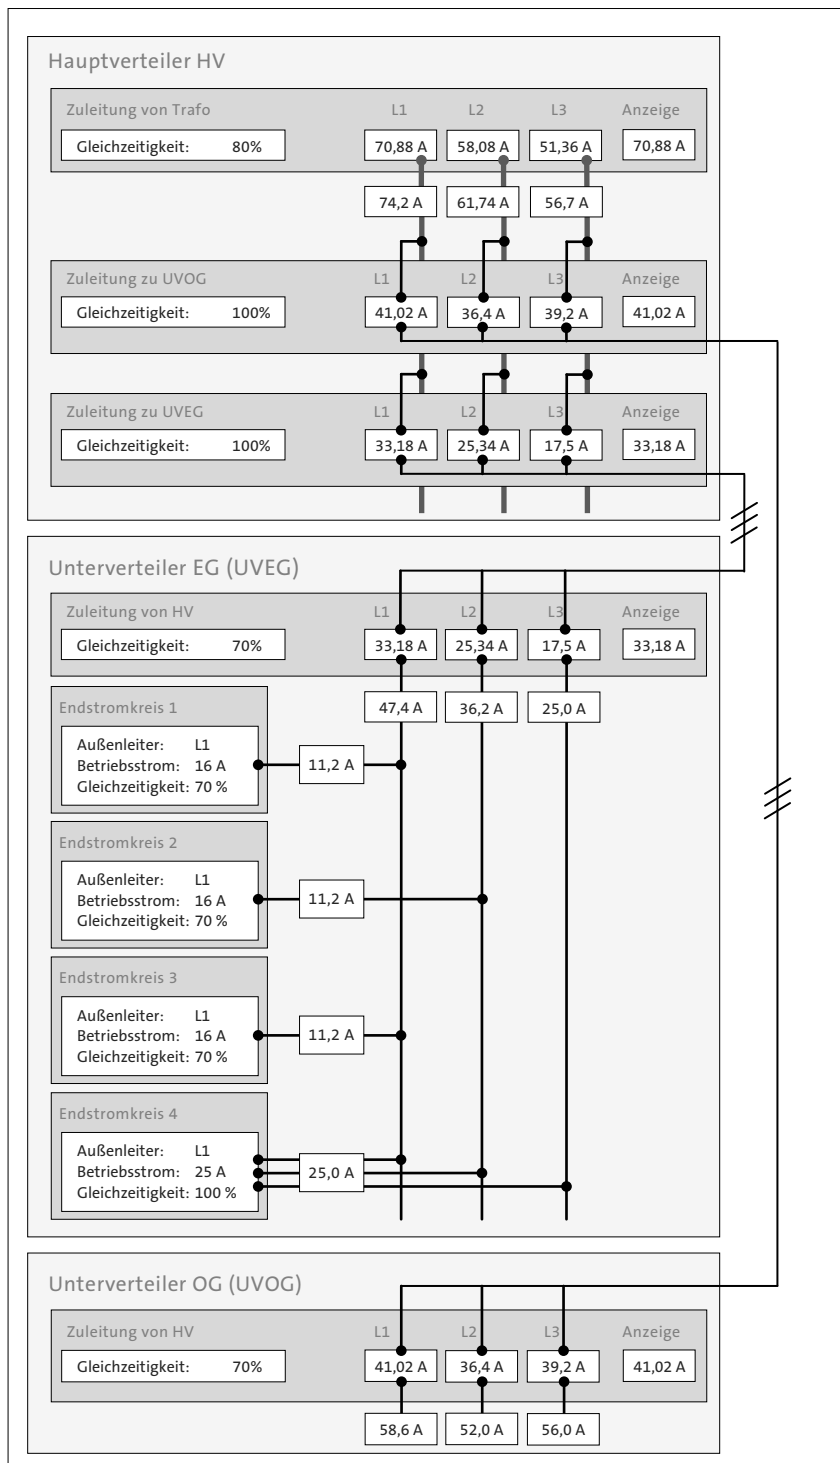 Hauptverteiler HV
Zuleitung von Trafo L1 L2 L3 Anzeige
Gleichzeitigkeit: 80% 70,88 A 58,08 A 51,36 A 70,88 A
74,2 A 61,74 A 56,7 A
Zuleitung zu UVOG L1 L2 L3 Anzeige
Gleichzeitigkeit: 100% 41,02 A 36,4 A 39,2 A 41,02 A
Zuleitung zu UVEG L1 L2 L3 Anzeige
Gleichzeitigkeit: 100% 33,18 A 25,34 A 17,5 A 33,18 A
Unterverteiler EG (UVEG)
Zuleitung von HV L1 L2 L3 Anzeige
Gleichzeitigkeit: 70% 33,18 A 25,34 A 17,5 A 33,18 A
47,4 A 36,2 A 25,0 A
Endstromkreis 1
Außenleiter: L1
Betriebsstrom: 16 A 11,2 A
Gleichzeitigkeit: 70 %
Endstromkreis 2
Außenleiter: L1
Betriebsstrom: 16 A 11,2 A
Gleichzeitigkeit: 70 %
Endstromkreis 3
Außenleiter: L1
Betriebsstrom: 16 A 11,2 A
Gleichzeitigkeit: 70 %
Endstromkreis 4
Außenleiter: L1
Betriebsstrom: 25 A 25,0 A
Gleichzeitigkeit: 100 %
Unterverteiler OG (UVOG)
Zuleitung von HV L1 L2 L3 Anzeige
Gleichzeitigkeit: 70% 41,02 A 36,4 A 39,2 A 41,02 A
58,6 A 52,0 A 56,0 A